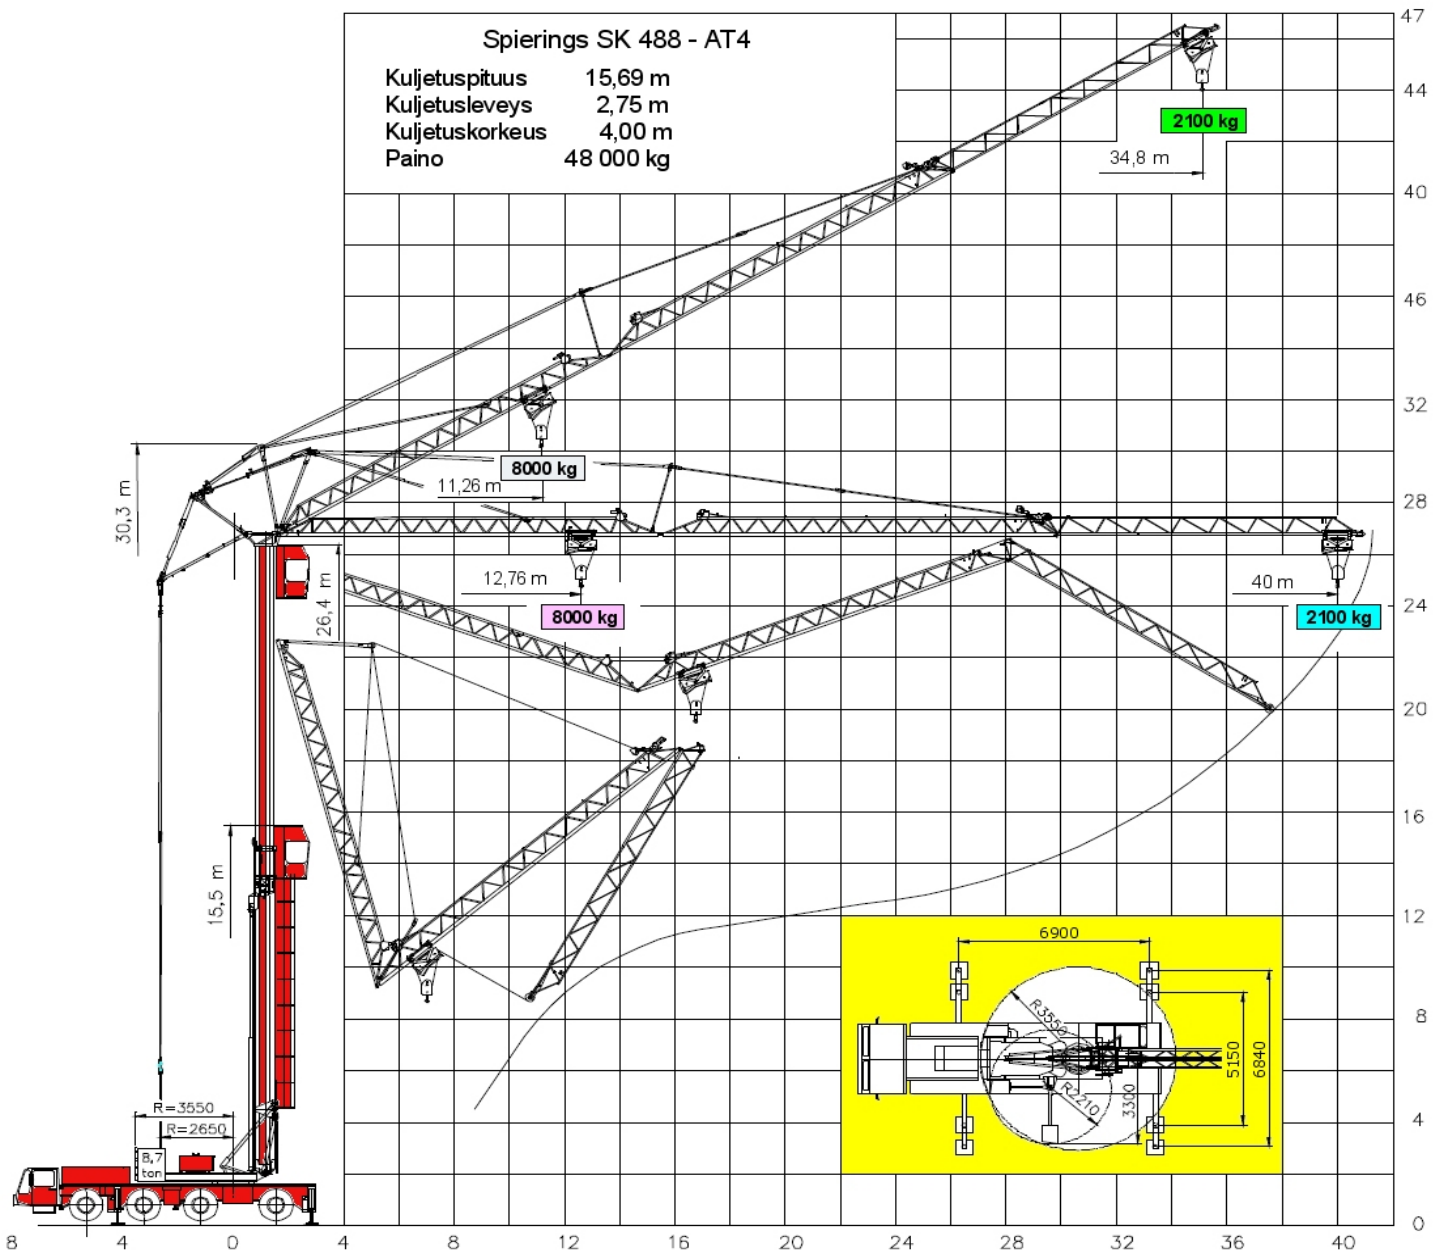 47
Spierings SK 488 - AT4
Kuljetuspituus 15,69 m
Kuljetusleveys 2,75 m
Kuljetuskorkeus 4,00 m
Paino 48 000 kg
44
2100 kg
34,8 m
40
46
32
30,3 m
8000 kg
11,26 m
28
26,4 m
12,76 m
40 m
8000 kg
2100 kg
24
20
16
15,5 m
12
6900
R3550
5150
6840
8
R2210
3300
R=3550
R=2650
4
8,7
ton
0
8 4 0 4 8 12 16 20 24 28 32 36 40